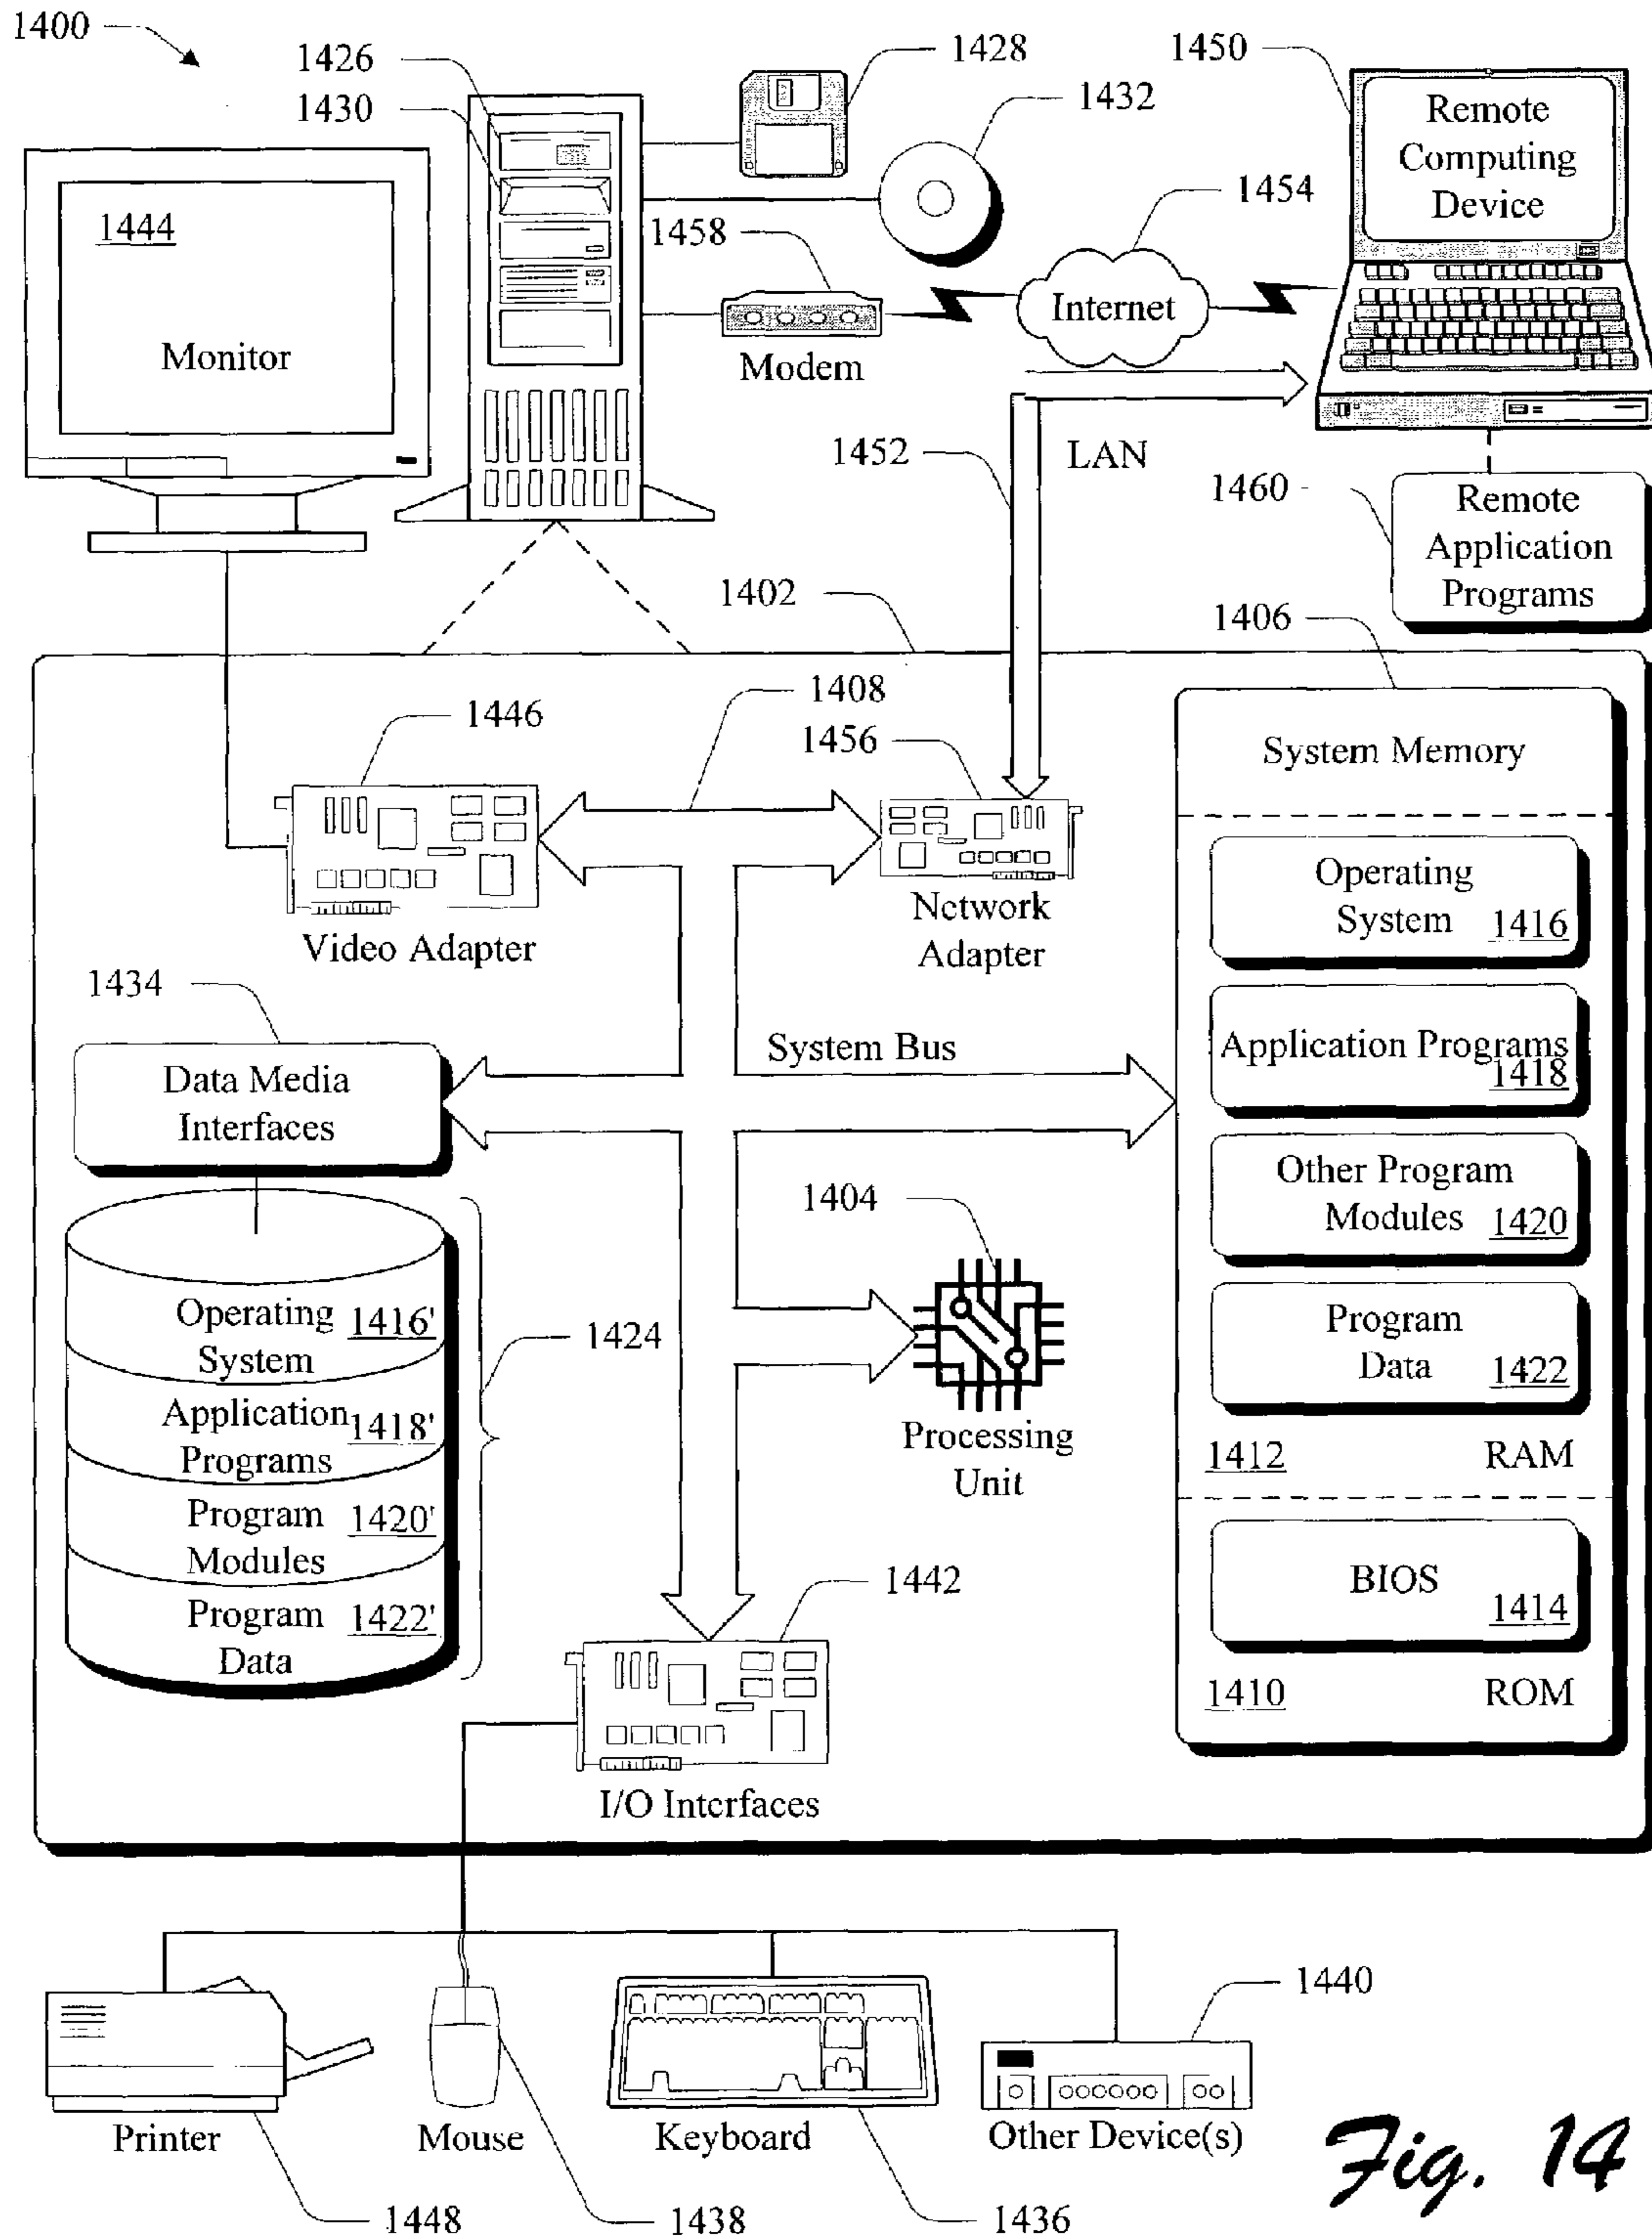 1400
1426
1430
1428
1432
1450
Remote
Computing
Device
1454
1444
1458
Internet
Monitor
Modem
1452
LAN
1460
Remote
Application
Programs
1402
1406
1408
1446
1456
System Memory
Operating
System 1416
Network
Adapter
Video Adapter
1434
Application Programs
1418
System Bus
Data Media
Interfaces
Other Program
Modules 1420
1404
Operating 1416'
System
1424
Program
Data 1422
Application 1418'
Programs
Processing
Unit
1412 RAM
Program 1420'
Modules
1442
BIOS
1414
Program 1422'
Data
1410 ROM
I/O Interfaces
1440
Printer
Mouse
Keyboard
Other Device(s)
1448
1438
1436
Fig. 14